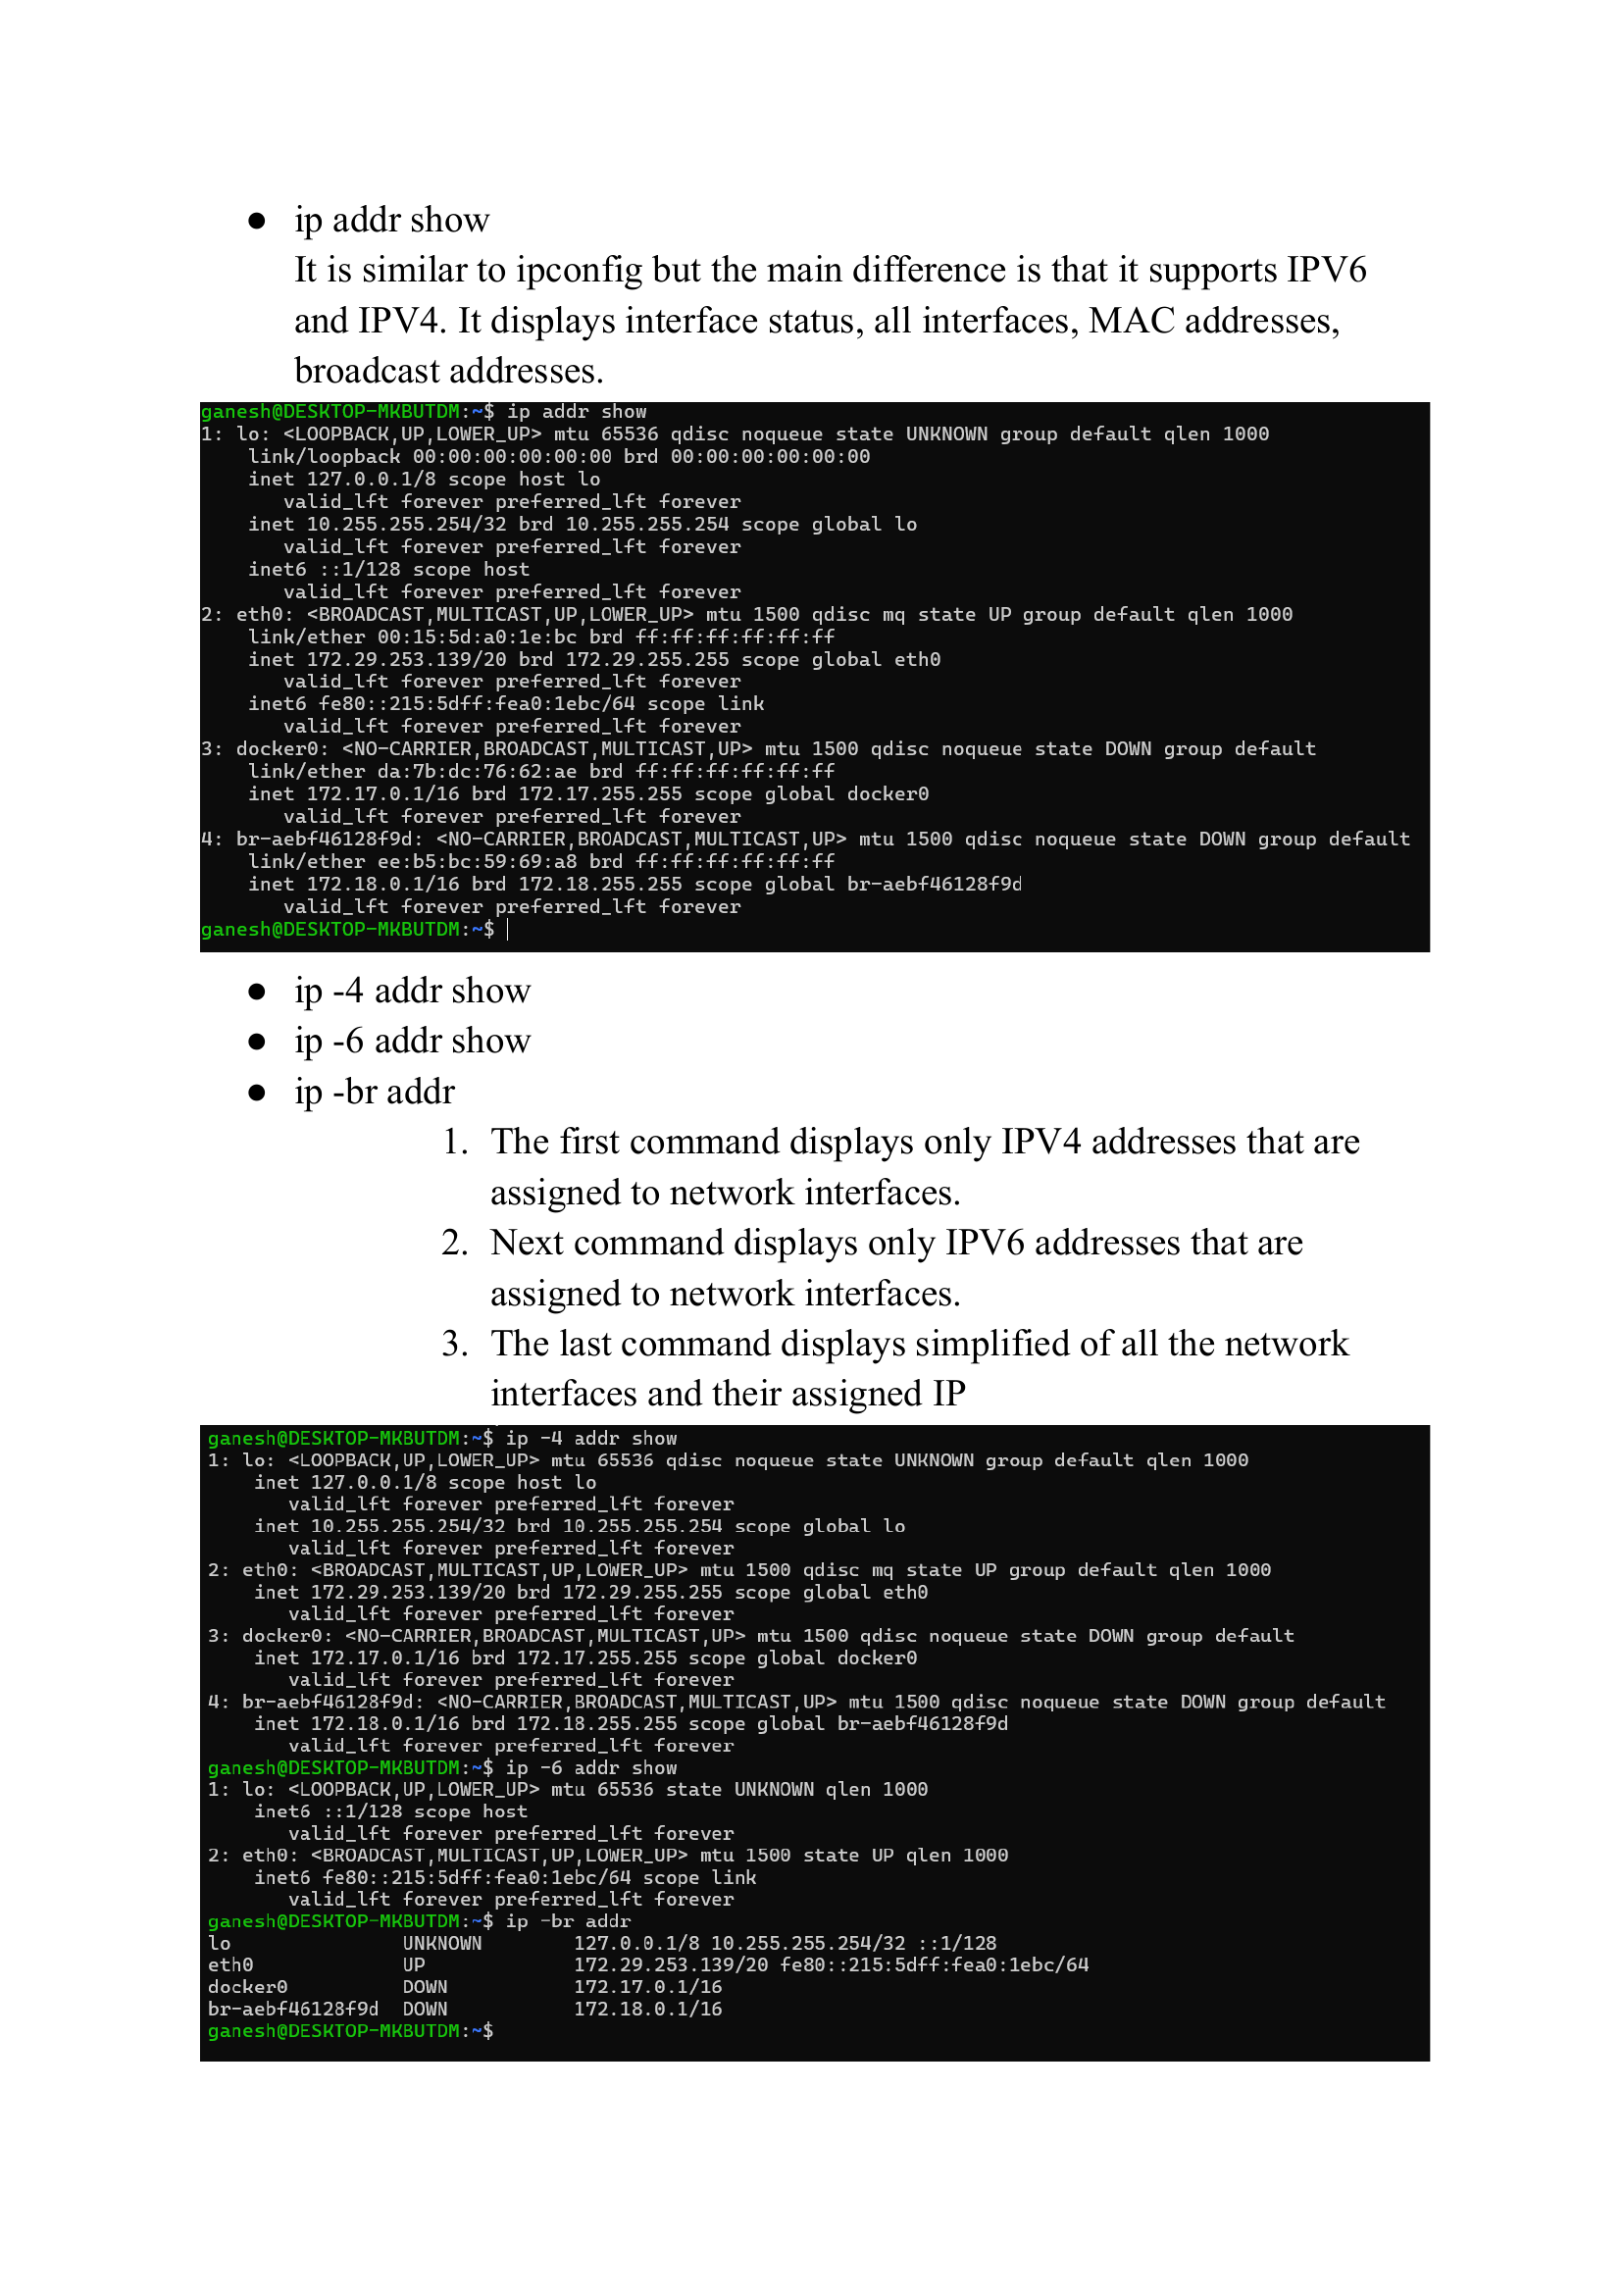 ● ip addr show
It is similar to ipconfig but the main difference is that it supports IPV6
and IPV4. It displays interface status, all interfaces, MAC addresses,
broadcast addresses.
ganesh@DESKTOP-MKBUTDM:~$ ip addr show
1: lo: <LOOPBACK,UP,LOWER_UP> mtu 65536 qdisc noqueue state UNKNOWN group default qlen 1000
    link/loopback 00:00:00:00:00:00 brd 00:00:00:00:00:00
    inet 127.0.0.1/8 scope host lo
       valid_lft forever preferred_lft forever
    inet 10.255.255.254/32 brd 10.255.255.254 scope global lo
       valid_lft forever preferred_lft forever
    inet6 ::1/128 scope host
       valid_lft forever preferred_lft forever
2: eth0: <BROADCAST,MULTICAST,UP,LOWER_UP> mtu 1500 qdisc mq state UP group default qlen 1000
    link/ether 00:15:5d:a0:1e:bc brd ff:ff:ff:ff:ff:ff
    inet 172.29.253.139/20 brd 172.29.255.255 scope global eth0
       valid_lft forever preferred_lft forever
    inet6 fe80::215:5dff:fea0:1ebc/64 scope link
       valid_lft forever preferred_lft forever
3: docker0: <NO-CARRIER,BROADCAST,MULTICAST,UP> mtu 1500 qdisc noqueue state DOWN group default
    link/ether da:7b:dc:76:62:ae brd ff:ff:ff:ff:ff:ff
    inet 172.17.0.1/16 brd 172.17.255.255 scope global docker0
       valid_lft forever preferred_lft forever
4: br-aebf46128f9d: <NO-CARRIER,BROADCAST,MULTICAST,UP> mtu 1500 qdisc noqueue state DOWN group default
    link/ether ee:b5:bc:59:69:a8 brd ff:ff:ff:ff:ff:ff
    inet 172.18.0.1/16 brd 172.18.255.255 scope global br-aebf46128f9d
       valid_lft forever preferred_lft forever
ganesh@DESKTOP-MKBUTDM:~$
● ip -4 addr show
● ip -6 addr show
● ip -br addr
1. The first command displays only IPV4 addresses that are
assigned to network interfaces.
2. Next command displays only IPV6 addresses that are
assigned to network interfaces.
3. The last command displays simplified of all the network
interfaces and their assigned IP
ganesh@DESKTOP-MKBUTDM:~$ ip -4 addr show
1: lo: <LOOPBACK,UP,LOWER_UP> mtu 65536 qdisc noqueue state UNKNOWN group default qlen 1000
    inet 127.0.0.1/8 scope host lo
       valid_lft forever preferred_lft forever
    inet 10.255.255.254/32 brd 10.255.255.254 scope global lo
       valid_lft forever preferred_lft forever
2: eth0: <BROADCAST,MULTICAST,UP,LOWER_UP> mtu 1500 qdisc mq state UP group default qlen 1000
    inet 172.29.253.139/20 brd 172.29.255.255 scope global eth0
       valid_lft forever preferred_lft forever
3: docker0: <NO-CARRIER,BROADCAST,MULTICAST,UP> mtu 1500 qdisc noqueue state DOWN group default
    inet 172.17.0.1/16 brd 172.17.255.255 scope global docker0
       valid_lft forever preferred_lft forever
4: br-aebf46128f9d: <NO-CARRIER,BROADCAST,MULTICAST,UP> mtu 1500 qdisc noqueue state DOWN group default
    inet 172.18.0.1/16 brd 172.18.255.255 scope global br-aebf46128f9d
       valid_lft forever preferred_lft forever
ganesh@DESKTOP-MKBUTDM:~$ ip -6 addr show
1: lo: <LOOPBACK,UP,LOWER_UP> mtu 65536 state UNKNOWN qlen 1000
    inet6 ::1/128 scope host
       valid_lft forever preferred_lft forever
2: eth0: <BROADCAST,MULTICAST,UP,LOWER_UP> mtu 1500 state UP qlen 1000
    inet6 fe80::215:5dff:fea0:1ebc/64 scope link
       valid_lft forever preferred_lft forever
ganesh@DESKTOP-MKBUTDM:~$ ip -br addr
lo               UNKNOWN        127.0.0.1/8 10.255.255.254/32 ::1/128
eth0             UP             172.29.253.139/20 fe80::215:5dff:fea0:1ebc/64
docker0          DOWN           172.17.0.1/16
br-aebf46128f9d  DOWN           172.18.0.1/16
ganesh@DESKTOP-MKBUTDM:~$